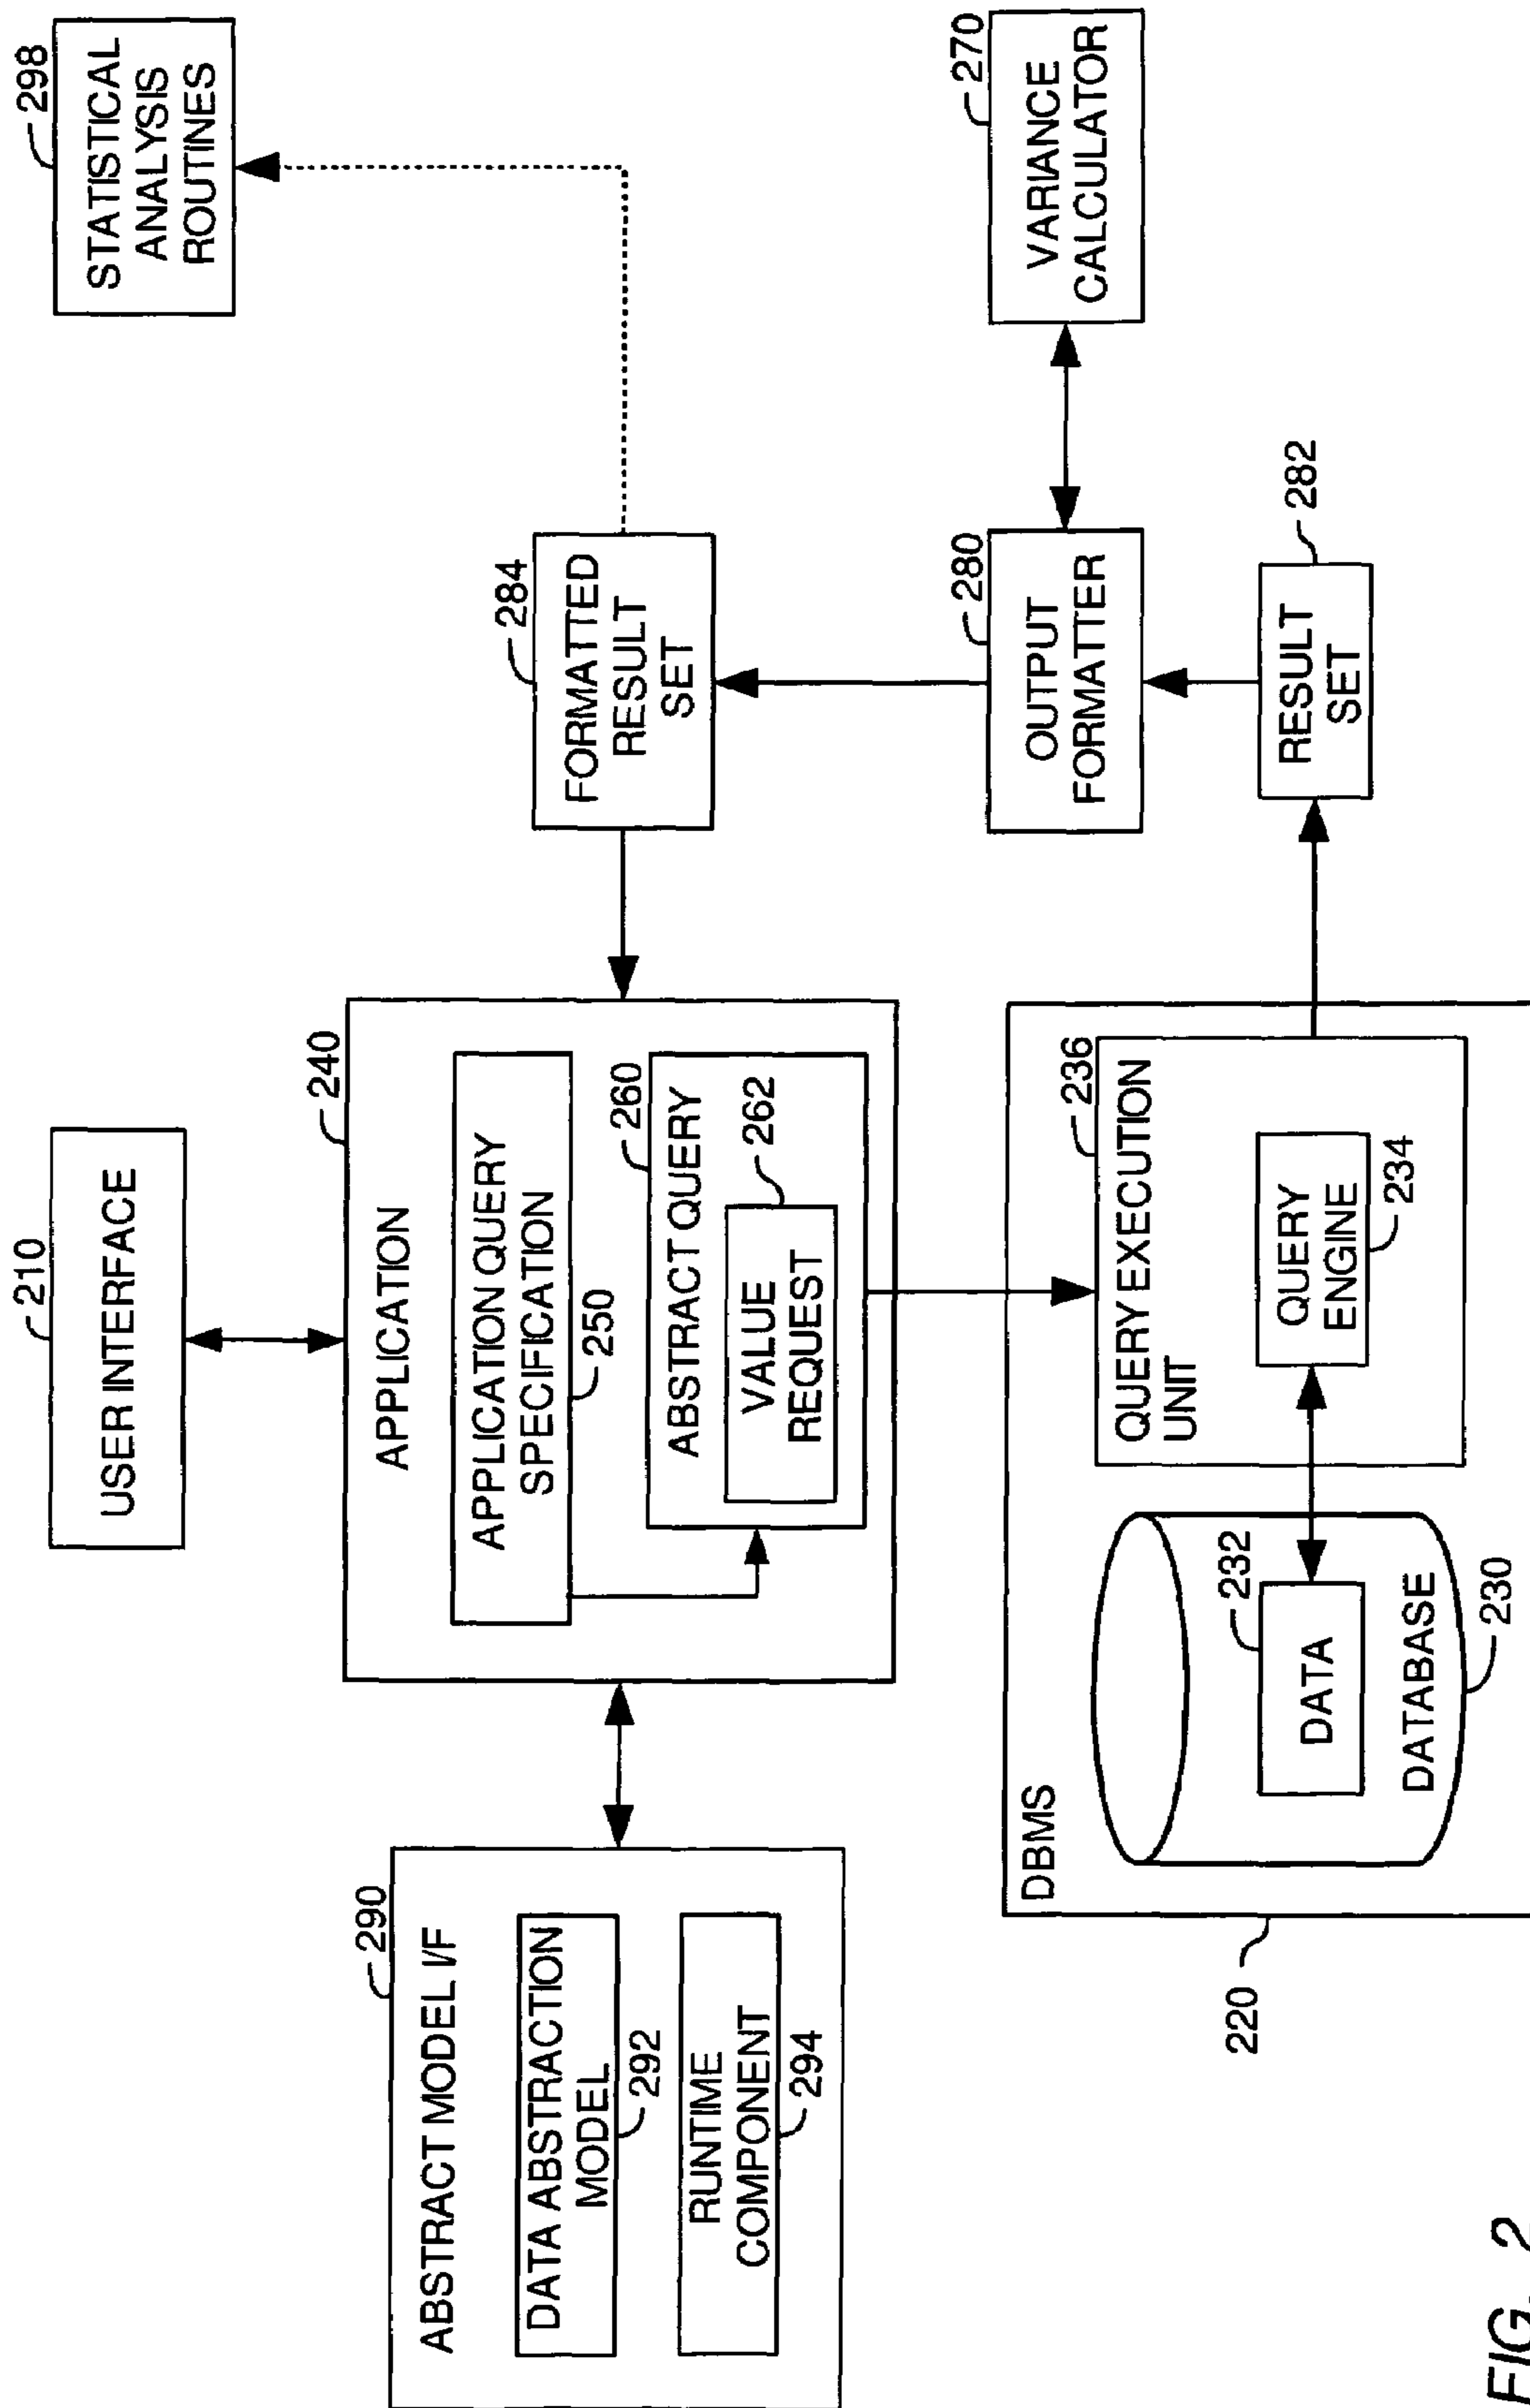 210
USER INTERFACE
298
STATISTICAL
ANALYSIS
ROUTINES
290
ABSTRACT MODEL I/F
DATA ABSTRACTION
MODEL
292
RUNTIME
COMPONENT
294
240
APPLICATION
APPLICATION QUERY
SPECIFICATION
250
260
ABSTRACT QUERY
262
VALUE
REQUEST
284
FORMATTED
RESULT
SET
280
OUTPUT
FORMATTER
270
VARIANCE
CALCULATOR
RESULT
SET
282
220
DBMS
232
DATA
DATABASE
230
236
QUERY EXECUTION
UNIT
QUERY
ENGINE
234
FIG. 2